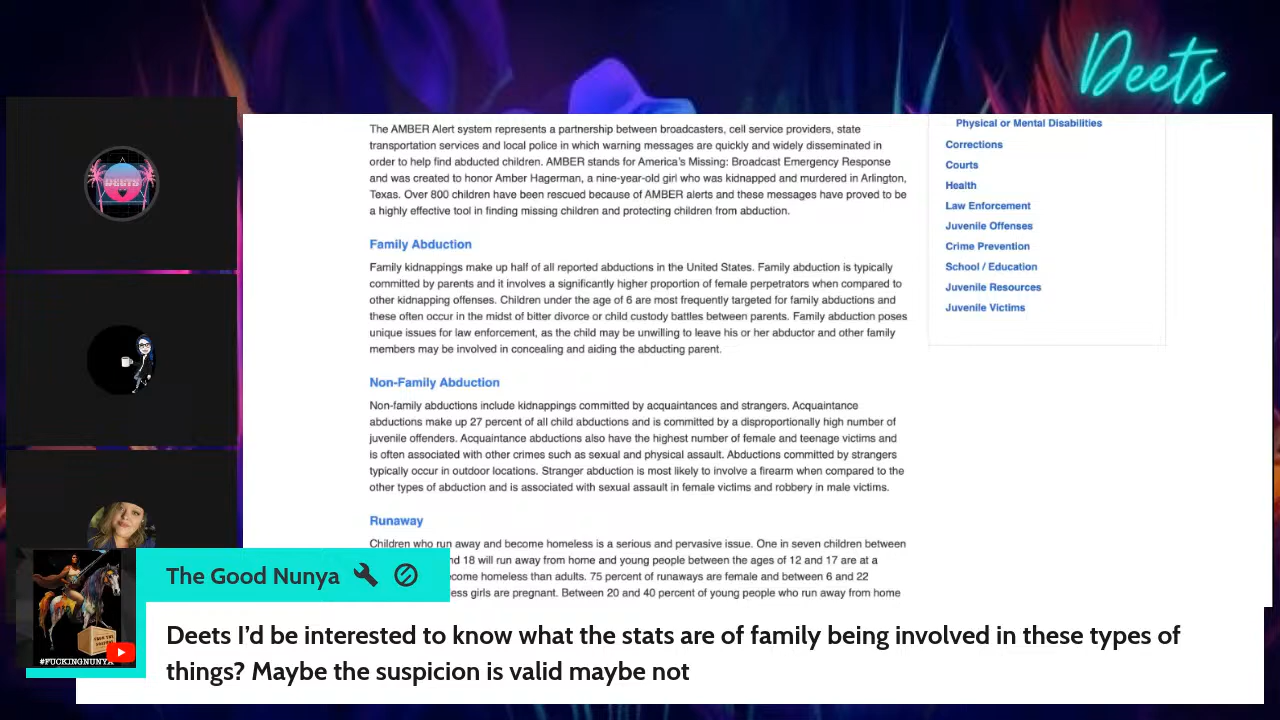 Deets
DEETS
The AMBER Alert system represents a partnership between broadcasters, cell service providers, state
transportation services and local police in which warning messages are quickly and widely disseminated in
order to help find abducted children. AMBER stands for America's Missing: Broadcast Emergency Response
and was created to honor Amber Hagerman, a nine-year-old girl who was kidnapped and murdered in Arlington,
Texas. Over 800 children have been rescued because of AMBER alerts and these messages have proved to be
a highly effective tool in finding missing children and protecting children from abduction.
Family Abduction
Family kidnappings make up half of all reported abductions in the United States. Family abduction is typically
committed by parents and it involves a significantly higher proportion of female perpetrators when compared to
other kidnapping offenses. Children under the age of 6 are most frequently targeted for family abductions and
these often occur in the midst of bitter divorce or child custody battles between parents. Family abduction poses
unique issues for law enforcement, as the child may be unwilling to leave his or her abductor and other family
members may be involved in concealing and aiding the abducting parent.
Non-Family Abduction
Non-family abductions include kidnappings committed by acquaintances and strangers. Acquaintance
abductions make up 27 percent of all child abductions and is committed by a disproportionally high number of
juvenile offenders. Acquaintance abductions also have the highest number of female and teenage victims and
is often associated with other crimes such as sexual and physical assault. Abductions committed by strangers
typically occur in outdoor locations. Stranger abduction is most likely to involve a firearm when compared to the
other types of abduction and is associated with sexual assault in female victims and robbery in male victims.
Runaway
Children who run away and become homeless is a serious and pervasive issue. One in seven children between
nd 18 will run away from home and young people between the ages of 12 and 17 are at a
come homeless than adults. 75 percent of runaways are female and between 6 and 22
ess girls are pregnant. Between 20 and 40 percent of young people who run away from home
Physical or Mental Disabilities
Corrections
Courts
Health
Law Enforcement
Juvenile Offenses
Crime Prevention
School / Education
Juvenile Resources
Juvenile Victims
#FUCKINGNUNYA
The Good Nunya
Deets I'd be interested to know what the stats are of family being involved in these types of
things? Maybe the suspicion is valid maybe not